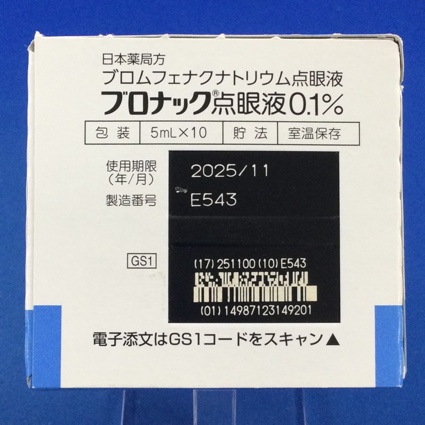 日本薬局方
ブロムフェナクナトリウム点眼液
ブロナック®点眼液0.1%
包装 5mL×10 貯法 室温保存
使用期限 2025/11
(年/月)
製造番号 E543
GS1
(17)251100(10)E543
(01)14987123149201
電子添文はGS1コードをスキャン▲